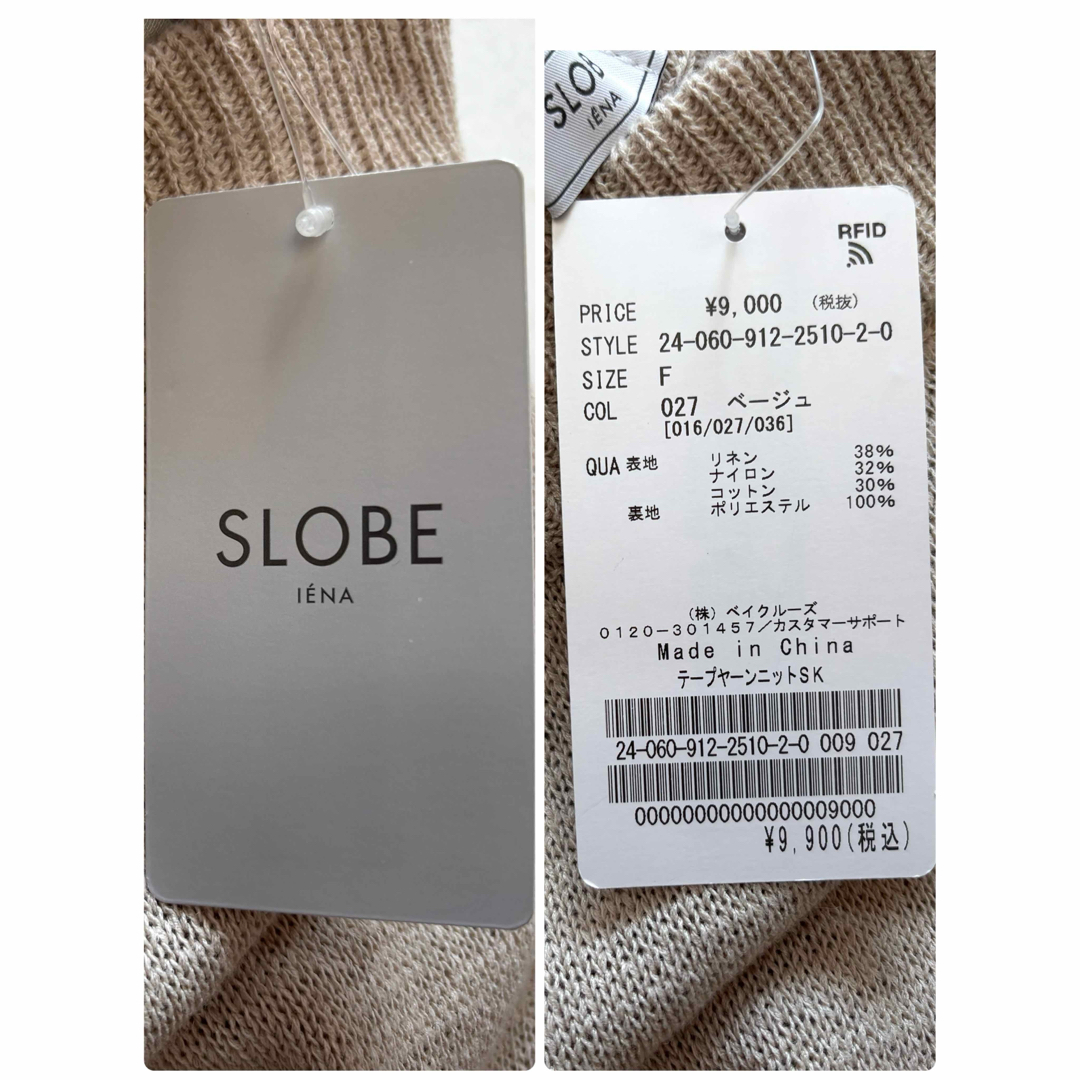 SLOBE
IÉNA
SLOB
IÉNA
RFID
PRICE ¥9,000 (税抜)
STYLE 24-060-912-2510-2-0
SIZE F
COL 027 ベージュ
[016/027/036]
QUA 表地 リネン 38%
ナイロン 32%
コットン 30%
裏地 ポリエステル 100%
(株) ベイクルーズ
0120-301457/カスタマーサポート
Made in China
テープヤーンニットSK
24-060-912-2510-2-0 009 027
00000000000000009000
¥9,900(税込)